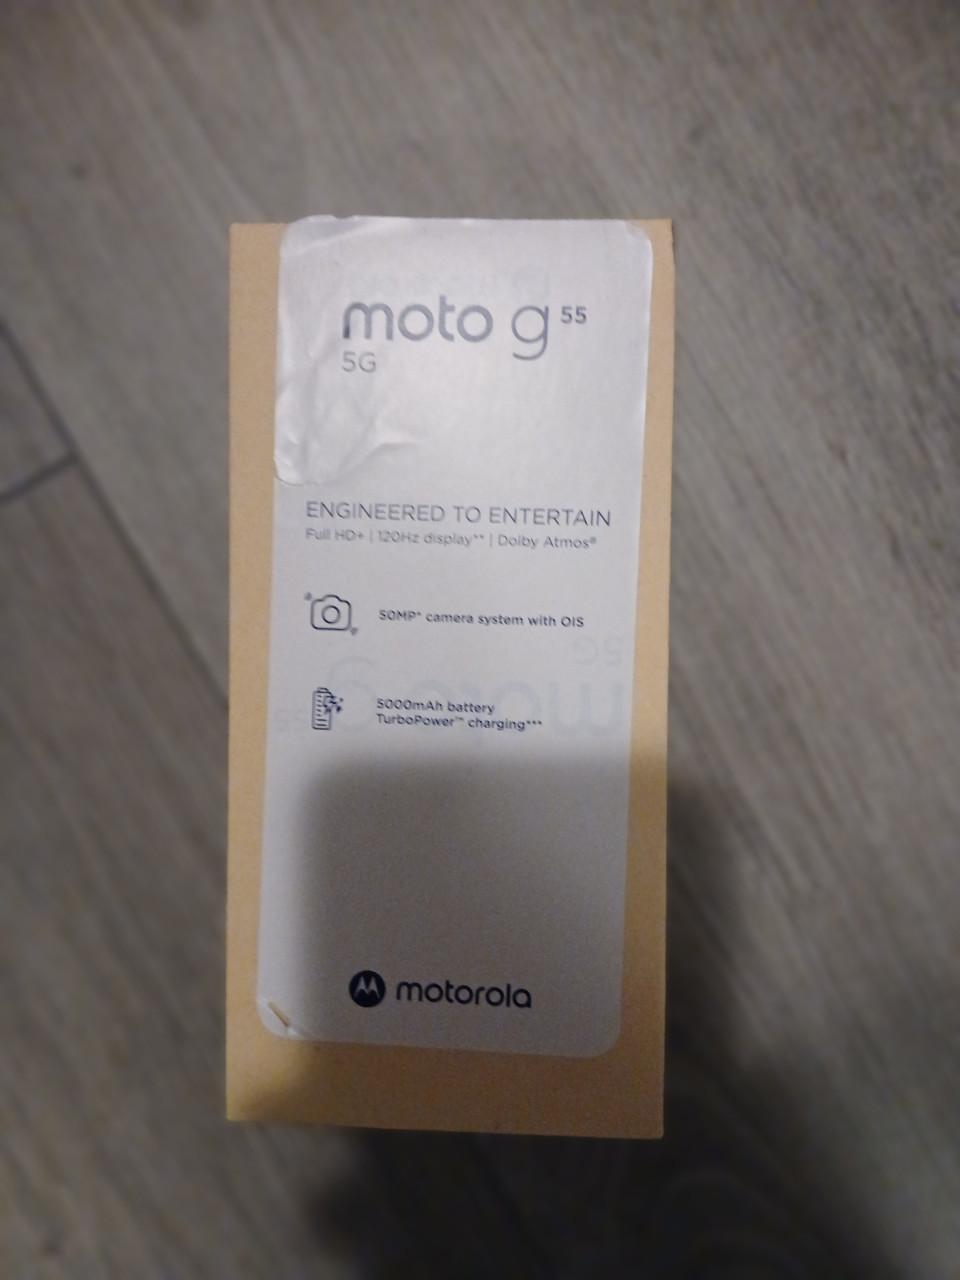 moto g 55
5G
ENGINEERED TO ENTERTAIN
Full HD+ | 120Hz display** | Dolby Atmos®
50MP* camera system with OIS
5000mAh battery
TurboPower™ charging***
motorola